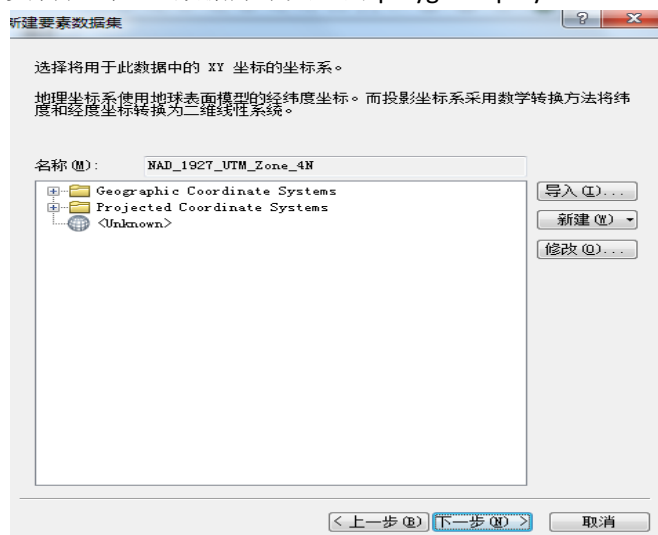 新建要素数据集
选择将用于此数据中的 XY 坐标的坐标系。
地理坐标系使用地球表面模型的经纬度坐标。而投影坐标系采用数学转换方法将纬
度和经度坐标转换为二维线性系统。
名称(M): NAD_1927_UTM_Zone_4N
Geographic Coordinate Systems
Projected Coordinate Systems
<Unknown>
导入(I)...
新建(W)
修改(O)...
< 上一步(B) 下一步(N) > 取消